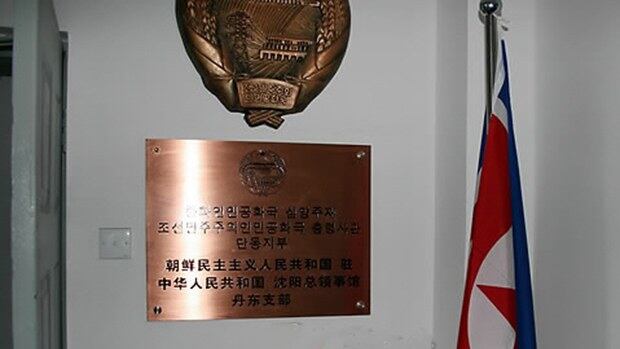 중화인민공화국 심양주재
조선민주주의인민공화국 총령사관
단동지부
朝鲜民主主义人民共和国 驻
中华人民共和国 沈阳总领事馆
丹东支部